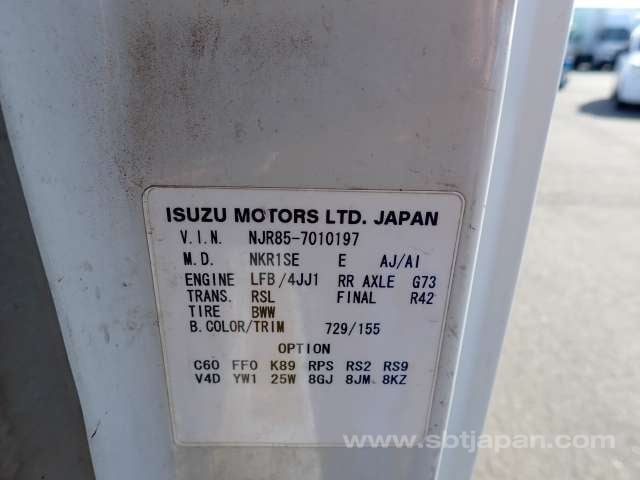 ISUZU MOTORS LTD. JAPAN
V.I.N. NJR85-7010197
M.D. NKR1SE E AJ/AI
ENGINE LFB/4JJ1 RR AXLE G73
TRANS. RSL FINAL R42
TIRE BWW
B.COLOR/TRIM 729/155
OPTION
C60 FF0 K89 RPS RS2 RS9
V4D YW1 25W 8GJ 8JM 8KZ
www.sbtjapan.com